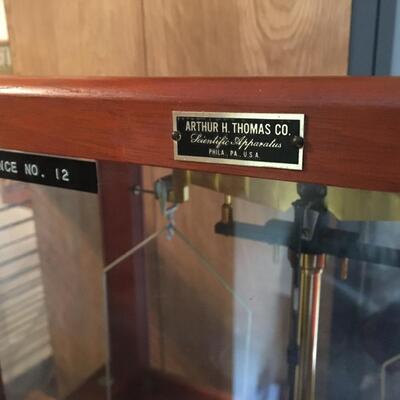 ARTHUR H. THOMAS CO.
Scientific Apparatus
PHILA., PA., U.S.A.
NCE NO. 12